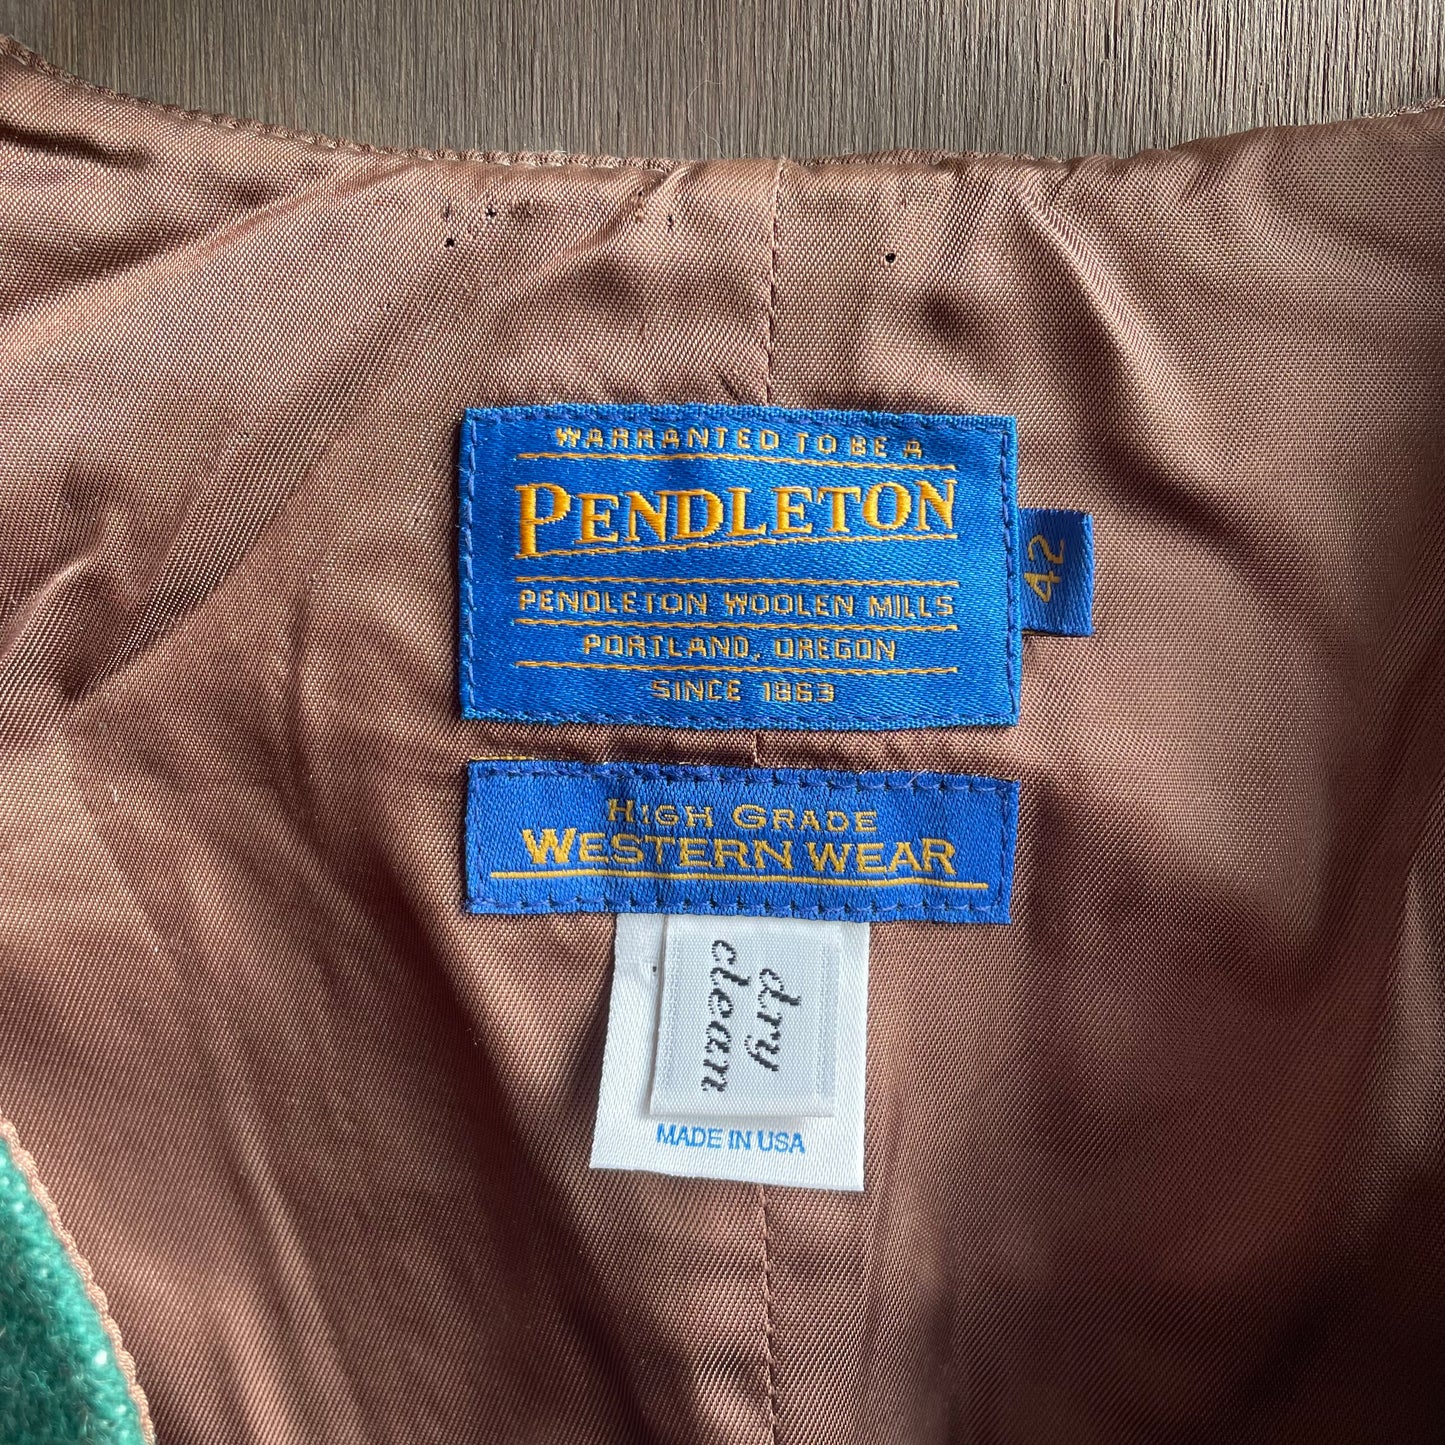 WARRANTED TO BE A
PENDLETON
PENDLETON WOOLEN MILLS
PORTLAND, OREGON
SINCE 1863
42
HIGH GRADE
WESTERN WEAR
dry
clean
MADE IN USA